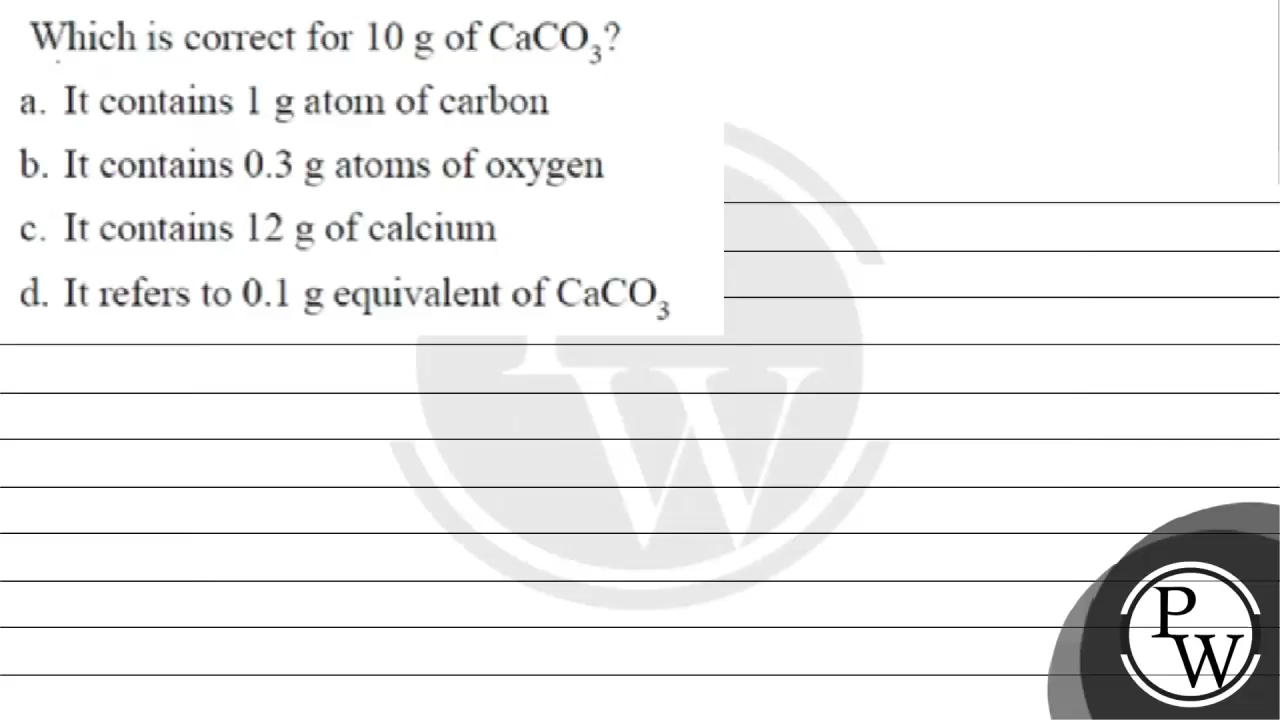 Which is correct for 10 g of CaCO₃?
a. It contains 1 g atom of carbon
b. It contains 0.3 g atoms of oxygen
c. It contains 12 g of calcium
d. It refers to 0.1 g equivalent of CaCO₃
W
P
W